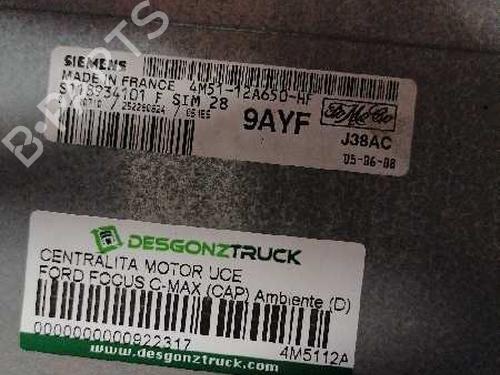 B-PARTS
SIEMENS
MADE IN FRANCE 4M51-12A650-HF
S118934101 F SIM 28
9AYF
J38AC
05-06-08
DESGONZTRUCK
CENTRALITA MOTOR UCE
FORD FOCUS C-MAX (CAP) Ambiente (D)
0000000000922317
4M5112A
www.desgonztruck.com